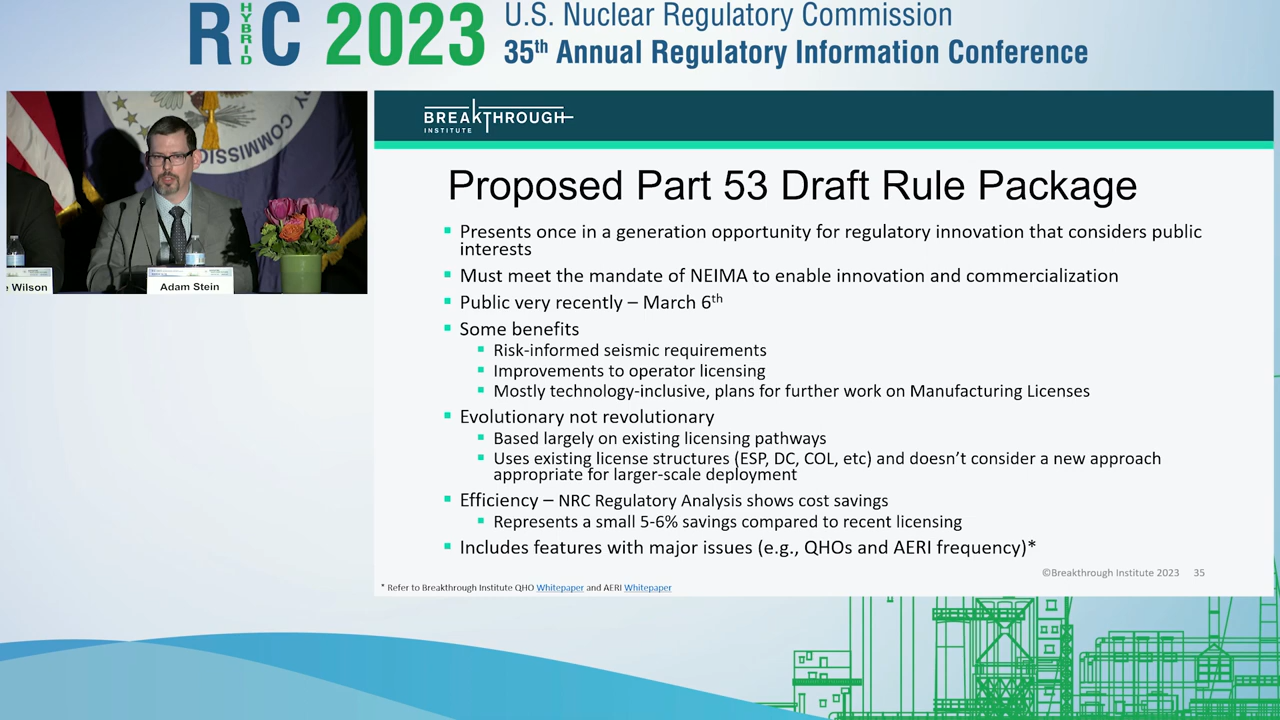 RIC 2023
HYBRID
U.S. Nuclear Regulatory Commission
35th Annual Regulatory Information Conference
COMMISSION
e Wilson
Adam Stein
BREAKTHROUGH
INSTITUTE
Proposed Part 53 Draft Rule Package
▪ Presents once in a generation opportunity for regulatory innovation that considers public
interests
▪ Must meet the mandate of NEIMA to enable innovation and commercialization
▪ Public very recently – March 6th
▪ Some benefits
▪ Risk-informed seismic requirements
▪ Improvements to operator licensing
▪ Mostly technology-inclusive, plans for further work on Manufacturing Licenses
▪ Evolutionary not revolutionary
▪ Based largely on existing licensing pathways
▪ Uses existing license structures (ESP, DC, COL, etc) and doesn’t consider a new approach
appropriate for larger-scale deployment
▪ Efficiency – NRC Regulatory Analysis shows cost savings
▪ Represents a small 5-6% savings compared to recent licensing
▪ Includes features with major issues (e.g., QHOs and AERI frequency)*
©Breakthrough Institute 2023 35
* Refer to Breakthrough Institute QHO Whitepaper and AERI Whitepaper